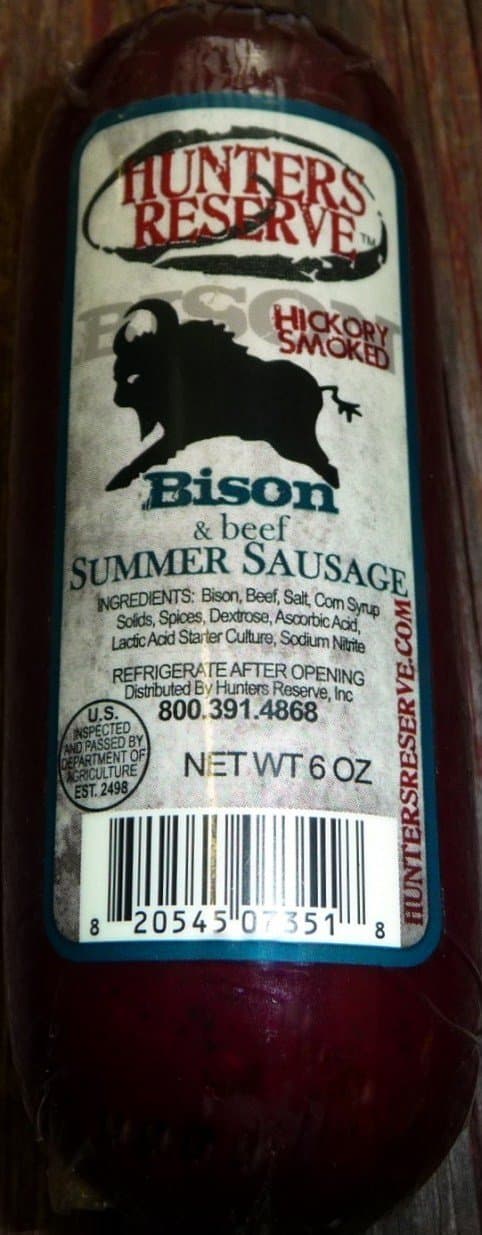 HUNTERS
RESERVE™
BISON
HICKORY
SMOKED
Bison
& beef
SUMMER SAUSAGE
INGREDIENTS: Bison, Beef, Salt, Corn Syrup
Solids, Spices, Dextrose, Ascorbic Acid,
Lactic Acid Starter Culture, Sodium Nitrite
REFRIGERATE AFTER OPENING
Distributed By Hunters Reserve, Inc
800.391.4868
U.S.
INSPECTED
AND PASSED BY
DEPARTMENT OF
AGRICULTURE
EST. 2498
NET WT 6 OZ
HUNTERSRESERVE.COM
8 20545 07351 8